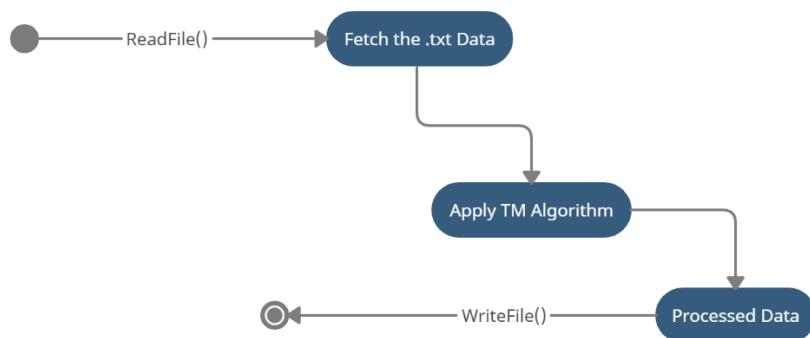 ReadFile()
Fetch the .txt Data
Apply TM Algorithm
WriteFile()
Processed Data